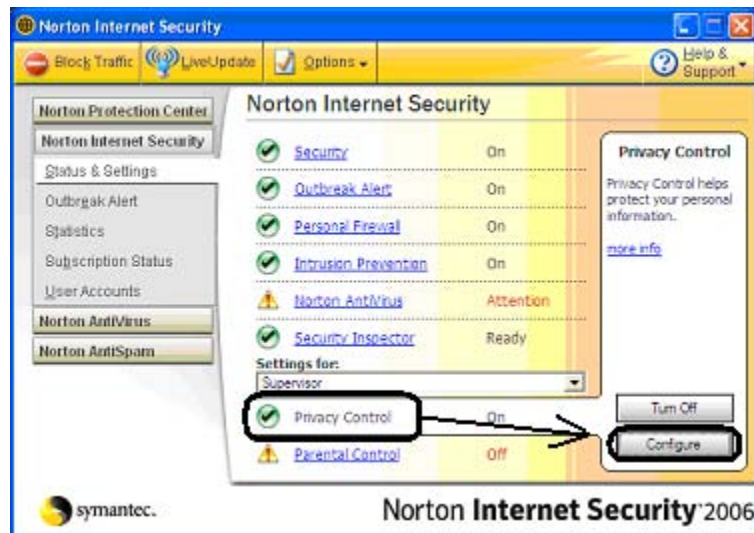 Norton Internet Security
Block Traffic
LiveUpdate
Options
Help &
Support
Norton Protection Center
Norton Internet Security
Status & Settings
Outbreak Alert
Statistics
Subscription Status
User Accounts
Norton AntiVirus
Norton AntiSpam
Norton Internet Security
Security On
Outbreak Alert On
Personal Firewall On
Intrusion Prevention On
Norton AntiVirus Attention
Security Inspector Ready
Settings for:
Supervisor
Privacy Control On
Parental Control Off
Privacy Control
Privacy Control helps
protect your personal
information.
more info
Turn Off
Configure
symantec.
Norton Internet Security 2006